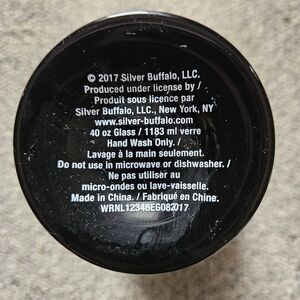 © 2017 Silver Buffalo, LLC.
Produced under license by /
Produit sous licence par
Silver Buffalo, LLC., New York, NY
www.silver-buffalo.com
40 oz Glass / 1183 ml verre
Hand Wash Only. /
Lavage à la main seulement.
Do not use in microwave or dishwasher. /
Ne pas utiliser au
micro-ondes ou lave-vaisselle.
Made in China. / Fabriqué en Chine.
WRNL12346EG082017